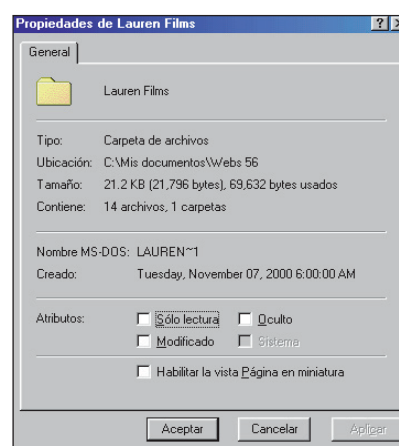 Propiedades de Lauren Films
General
Lauren Films
Tipo: Carpeta de archivos
Ubicación: C:\Mis documentos\Webs 56
Tamaño: 21.2 KB (21,796 bytes), 69,632 bytes usados
Contiene: 14 archivos, 1 carpetas
Nombre MS-DOS: LAUREN~1
Creado: Tuesday, November 07, 2000 6:00:00 AM
Atributos: Sólo lectura Oculto
Modificado Sistema
Habilitar la vista Página en miniatura
Aceptar Cancelar Aplicar